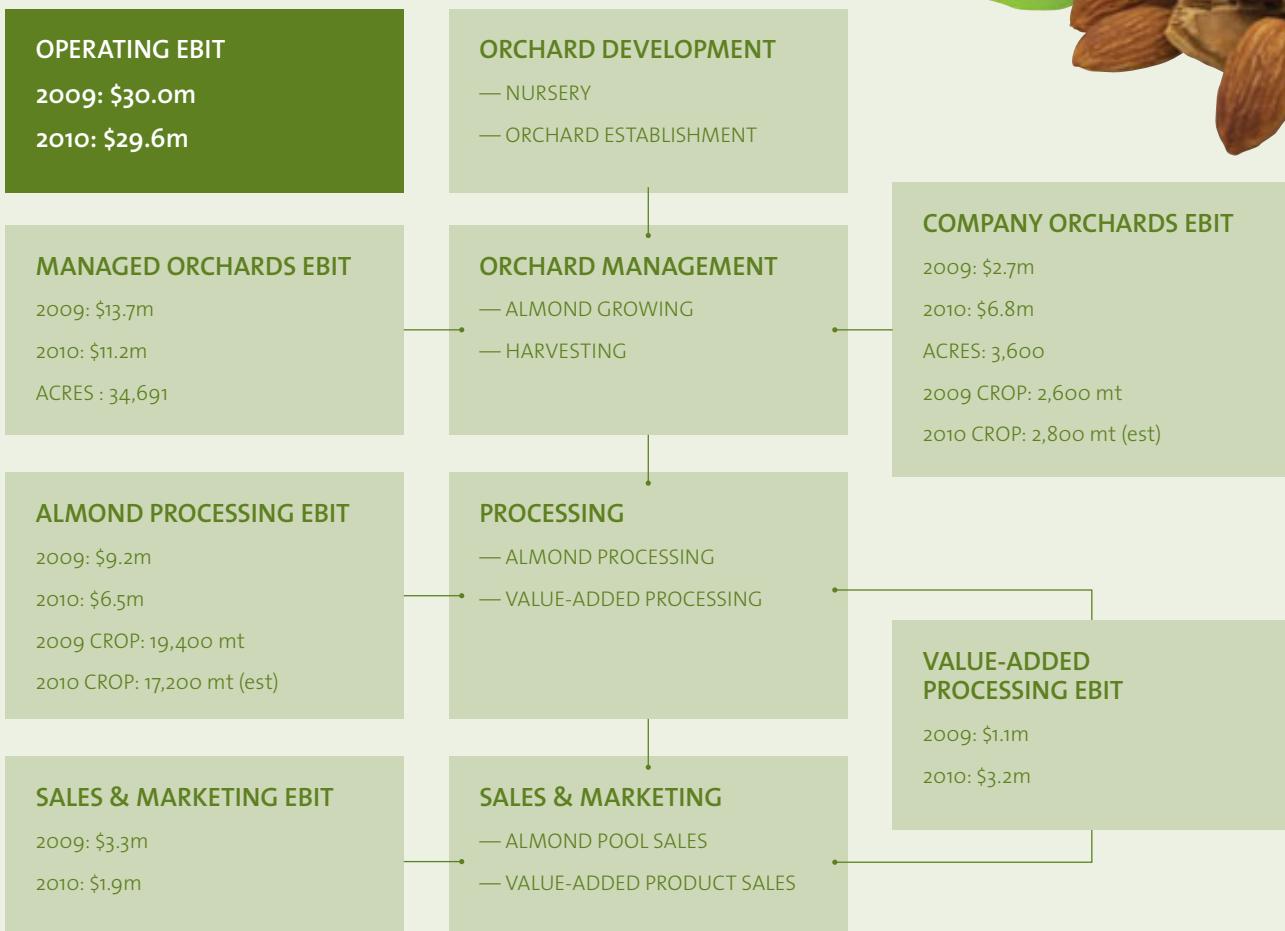 OPERATING EBIT
2009: $30.0m
2010: $29.6m
ORCHARD DEVELOPMENT
— NURSERY
— ORCHARD ESTABLISHMENT
MANAGED ORCHARDS EBIT
2009: $13.7m
2010: $11.2m
ACRES : 34,691
ORCHARD MANAGEMENT
— ALMOND GROWING
— HARVESTING
COMPANY ORCHARDS EBIT
2009: $2.7m
2010: $6.8m
ACRES: 3,600
2009 CROP: 2,600 mt
2010 CROP: 2,800 mt (est)
ALMOND PROCESSING EBIT
2009: $9.2m
2010: $6.5m
2009 CROP: 19,400 mt
2010 CROP: 17,200 mt (est)
PROCESSING
— ALMOND PROCESSING
— VALUE-ADDED PROCESSING
VALUE-ADDED
PROCESSING EBIT
2009: $1.1m
2010: $3.2m
SALES & MARKETING EBIT
2009: $3.3m
2010: $1.9m
SALES & MARKETING
— ALMOND POOL SALES
— VALUE-ADDED PRODUCT SALES